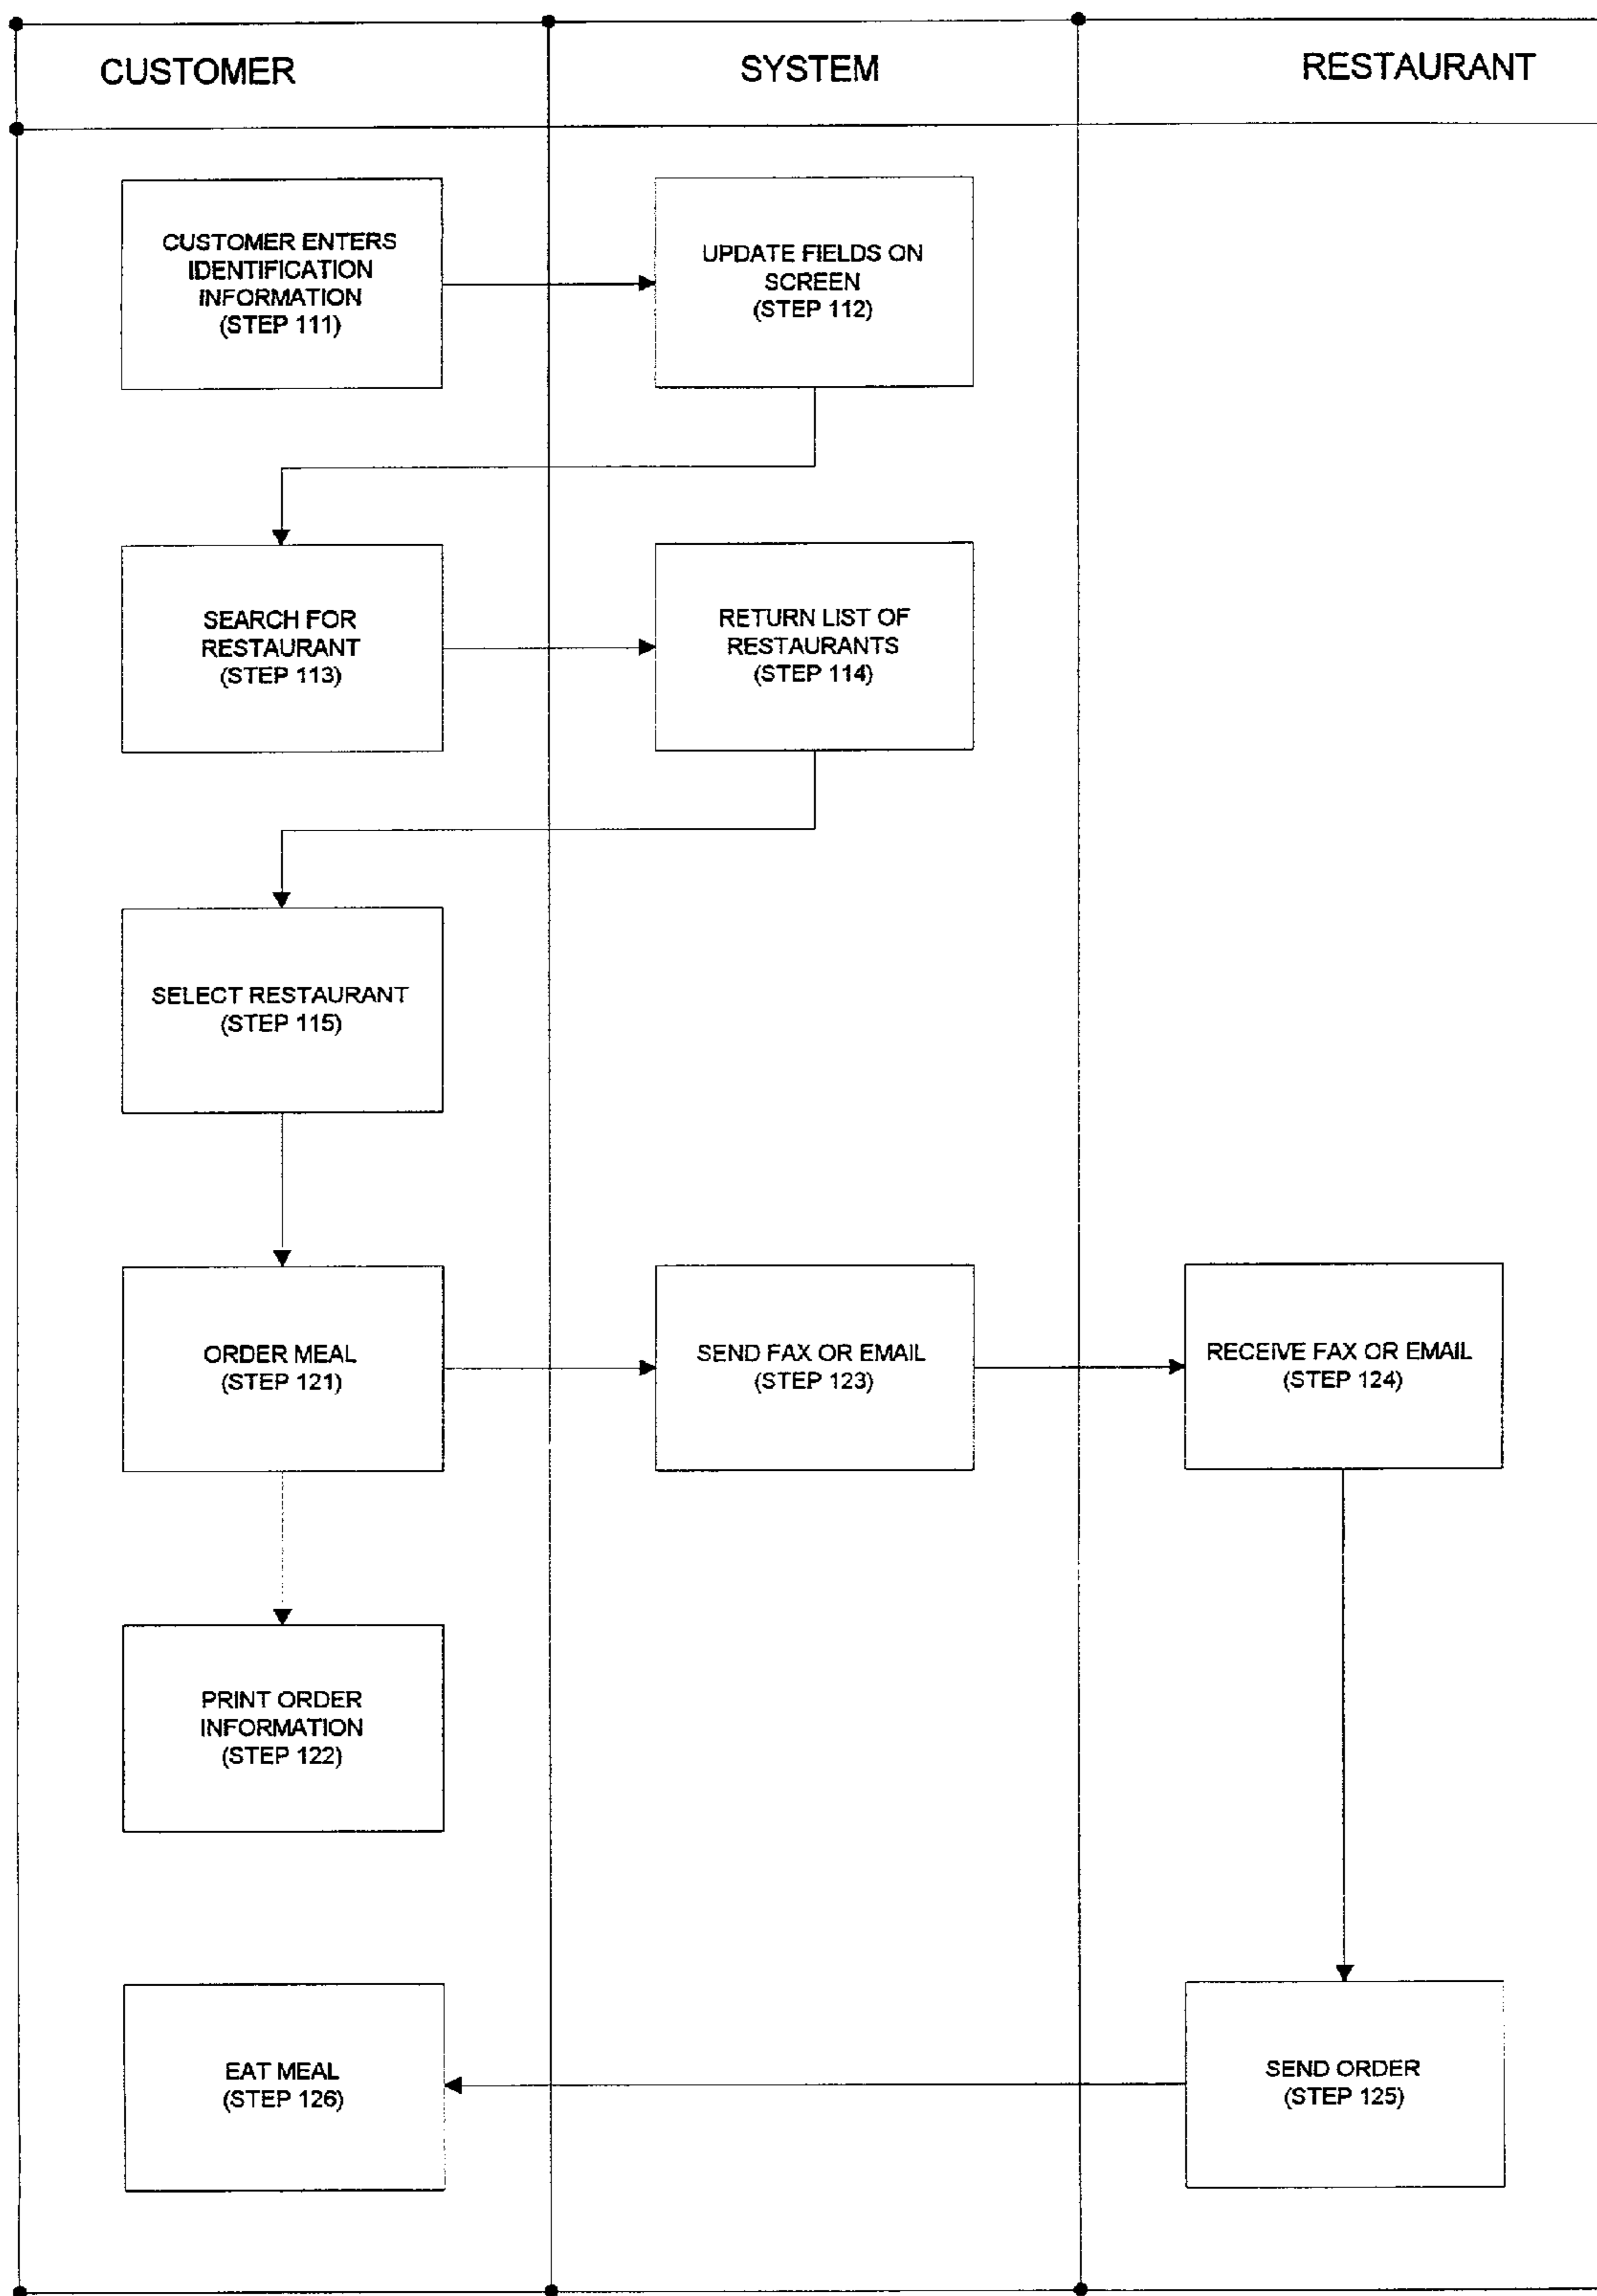 CUSTOMER
SYSTEM
RESTAURANT
CUSTOMER ENTERS
IDENTIFICATION
INFORMATION
(STEP 111)
UPDATE FIELDS ON
SCREEN
(STEP 112)
SEARCH FOR
RESTAURANT
(STEP 113)
RETURN LIST OF
RESTAURANTS
(STEP 114)
SELECT RESTAURANT
(STEP 115)
ORDER MEAL
(STEP 121)
SEND FAX OR EMAIL
(STEP 123)
RECEIVE FAX OR EMAIL
(STEP 124)
PRINT ORDER
INFORMATION
(STEP 122)
EAT MEAL
(STEP 126)
SEND ORDER
(STEP 125)